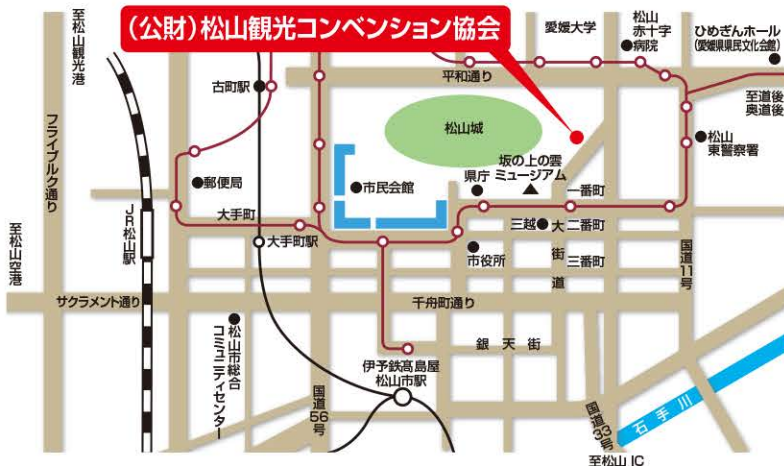 (公財)松山観光コンベンション協会
至松山観光港
愛媛大学
松山
赤十字
病院
ひめぎんホール
(愛媛県県民文化会館)
古町駅
平和通り
至道後
奥道後
フライブルク通り
松山城
松山
東警察署
坂の上の雲
ミュージアム
県庁
郵便局
市民会館
一番町
大手町
三越
大街道
二番町
JR松山駅
大手町駅
市役所
三番町
国道11号
至松山空港
サクラメント通り
千舟町通り
松山市総合
コミュニティセンター
銀天街
伊予鉄髙島屋
松山市駅
国道56号
国道33号
石手川
至松山IC